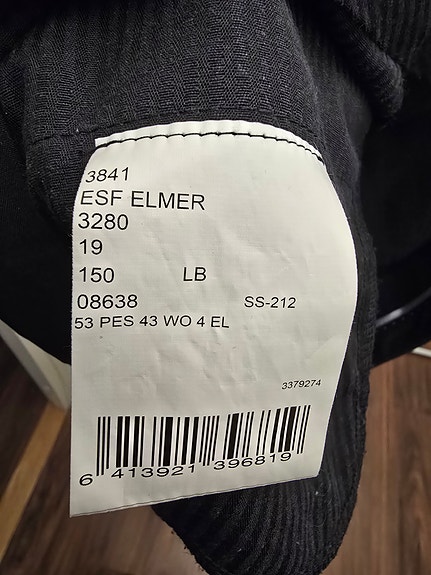 3841
ESF ELMER
3280
19
150 LB
08638 SS-212
53 PES 43 WO 4 EL
3379274
6 413921 396819